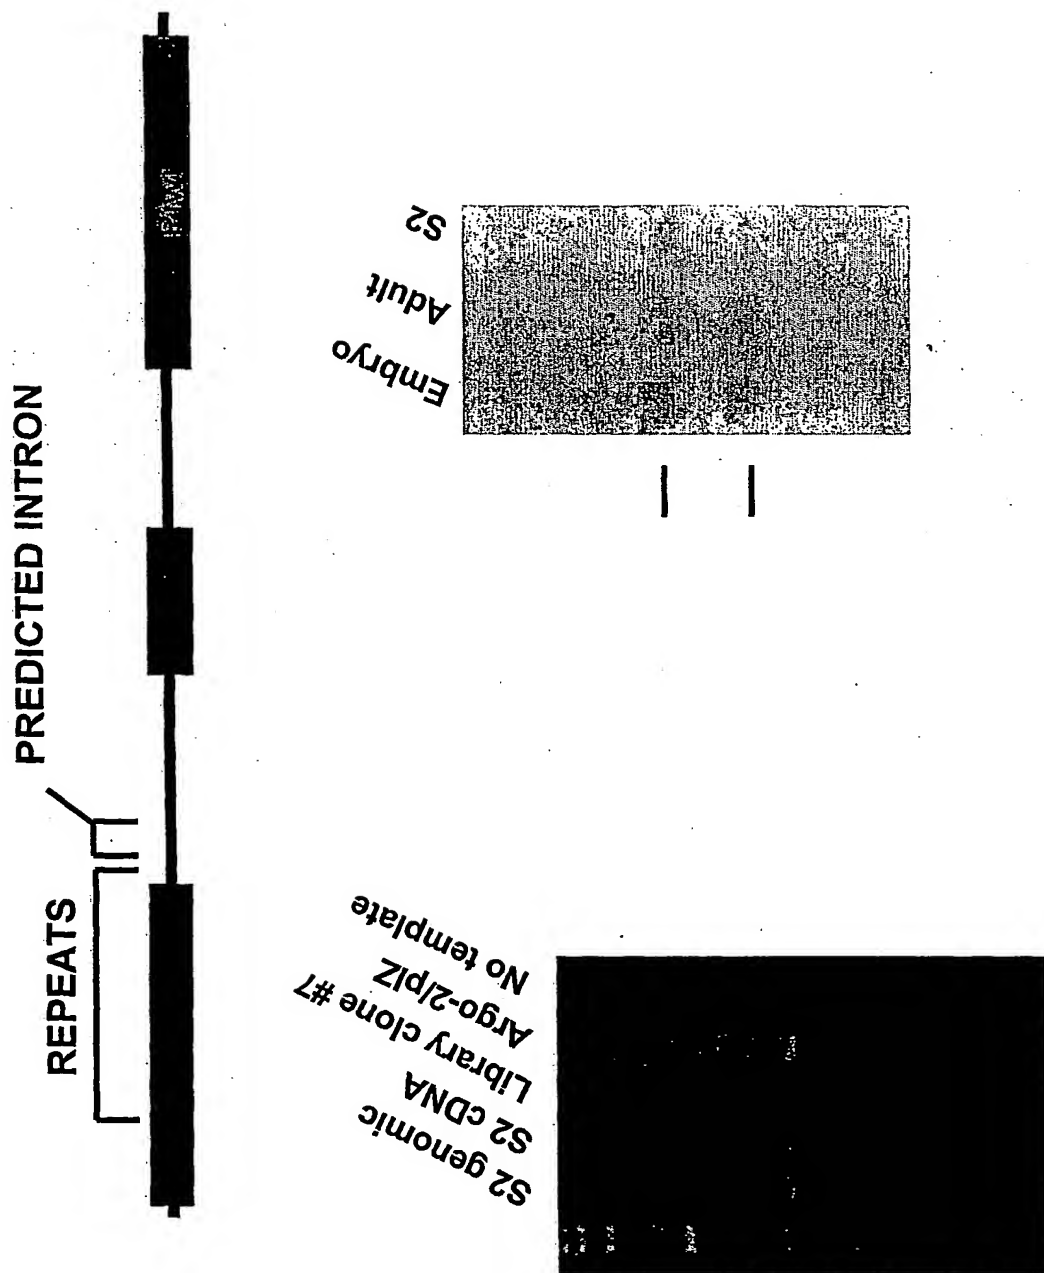 PREDICTED INTRON
REPEATS
S2
Adult
Embryo
No template
Argo-2/pIZ
Library clone #7
S2 cDNA
S2 genomic